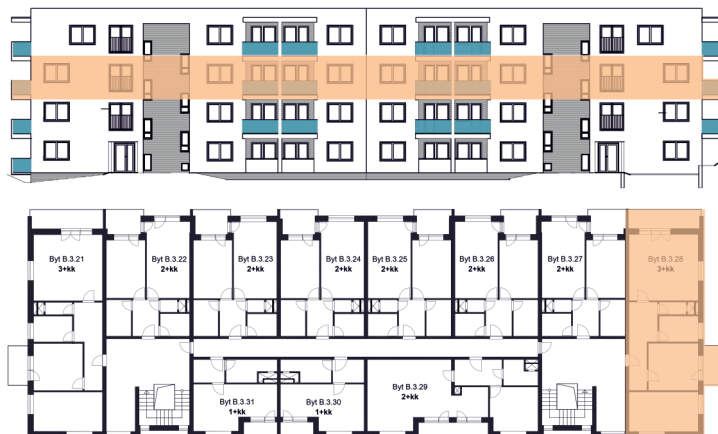 Byt B.3.21
3+kk
Byt B.3.22
2+kk
Byt B.3.23
2+kk
Byt B.3.24
2+kk
Byt B.3.25
2+kk
Byt B.3.26
2+kk
Byt B.3.27
2+kk
Byt B.3.28
3+kk
Byt B.3.31
1+kk
Byt B.3.30
1+kk
Byt B.3.29
2+kk